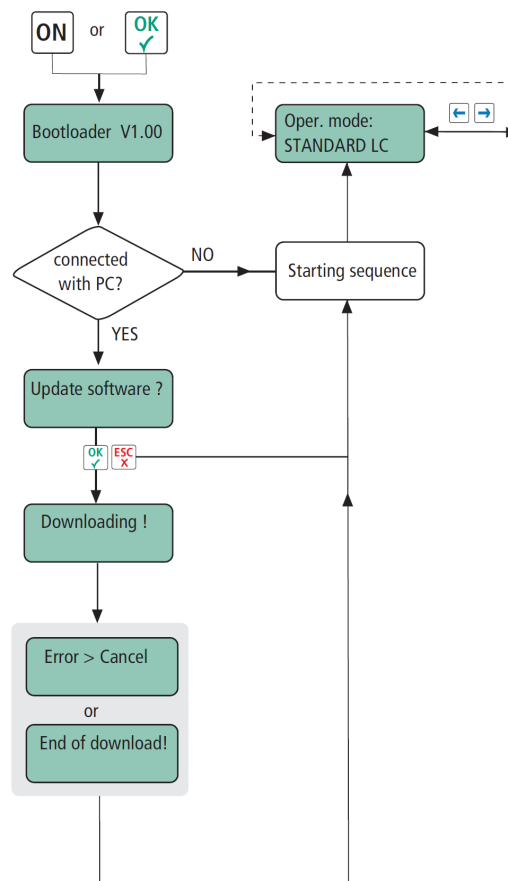 ON
or
OK
Bootloader V1.00
Oper. mode:
STANDARD LC
connected
with PC?
NO
Starting sequence
YES
Update software ?
OK
ESC
X
Downloading !
Error > Cancel
or
End of download!